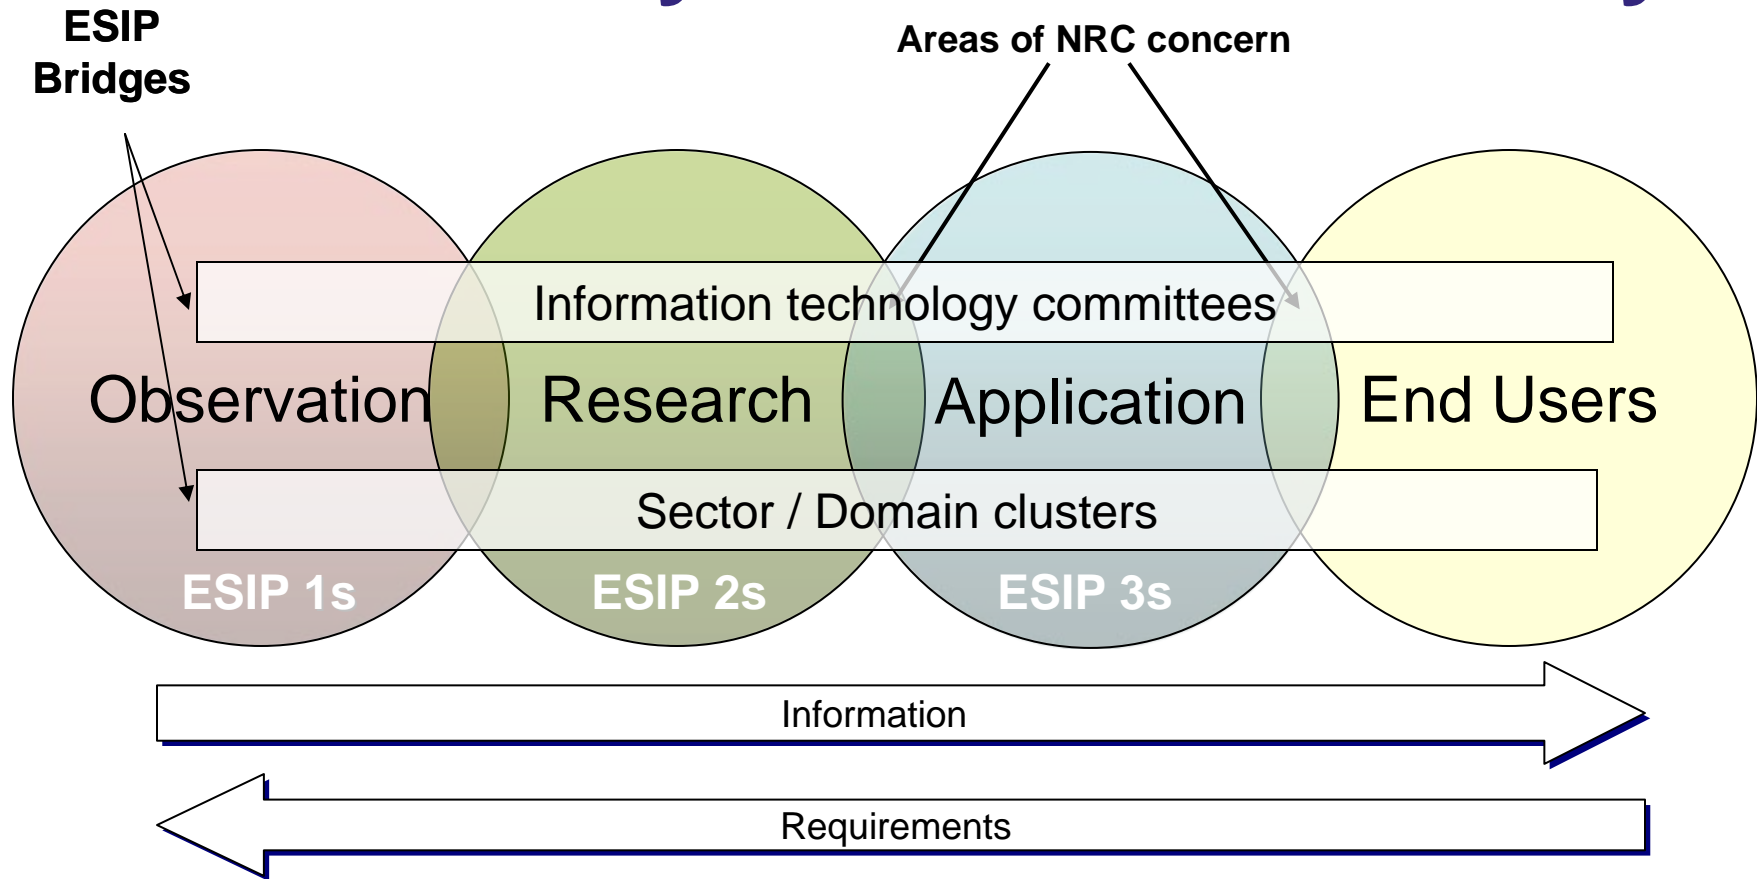 ESIP
Bridges
Areas of NRC concern
Information technology committees
Observation
Research
Application
End Users
Sector / Domain clusters
ESIP 1s
ESIP 2s
ESIP 3s
Information
Requirements